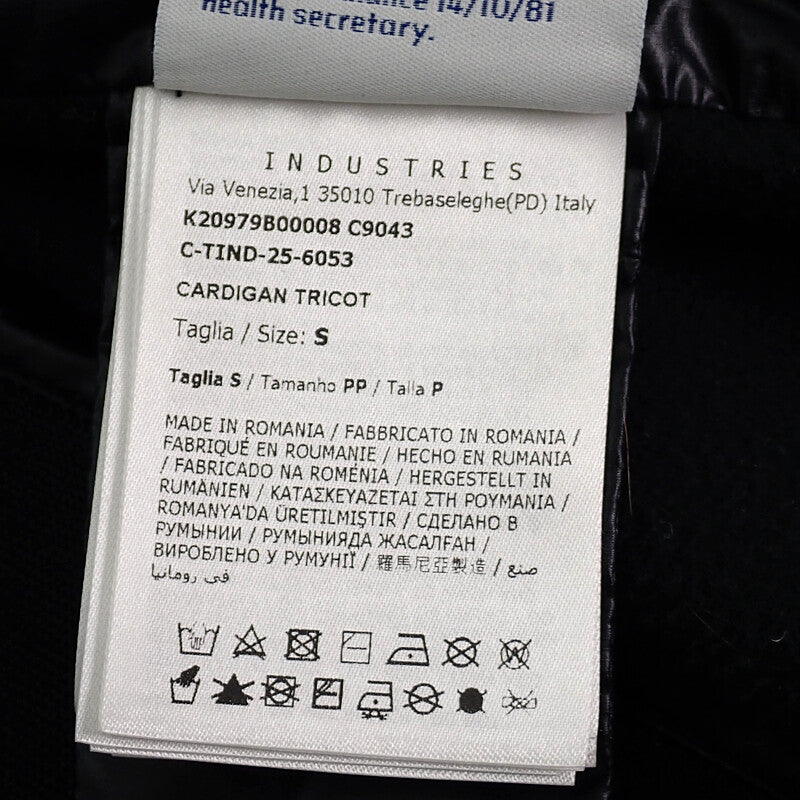 14/10/81
health secretary.
INDUSTRIES
Via Venezia,1 35010 Trebaseleghe(PD) Italy
K20979B00008 C9043
C-TIND-25-6053
CARDIGAN TRICOT
Taglia / Size: S
Taglia S / Tamanho PP / Talla P
MADE IN ROMANIA / FABBRICATO IN ROMANIA /
FABRIQUÉ EN ROUMANIE / HECHO EN RUMANIA
/ FABRICADO NA ROMÉNIA / HERGESTELLT IN
RUMÄNIEN / ΚΑΤΑΣΚΕΥΑΖΕΤΑΙ ΣΤΗ ΡΟΥΜΑΝΙΑ /
ROMANYA'DA ÜRETILMIŞTIR / СДЕЛАНО В
РУМЫНИИ / РУМЫНИЯДА ЖАСАЛҒАН /
ВИРОБЛЕНО У РУМУНІЇ / 羅馬尼亞製造 / صنع
في رومانيا